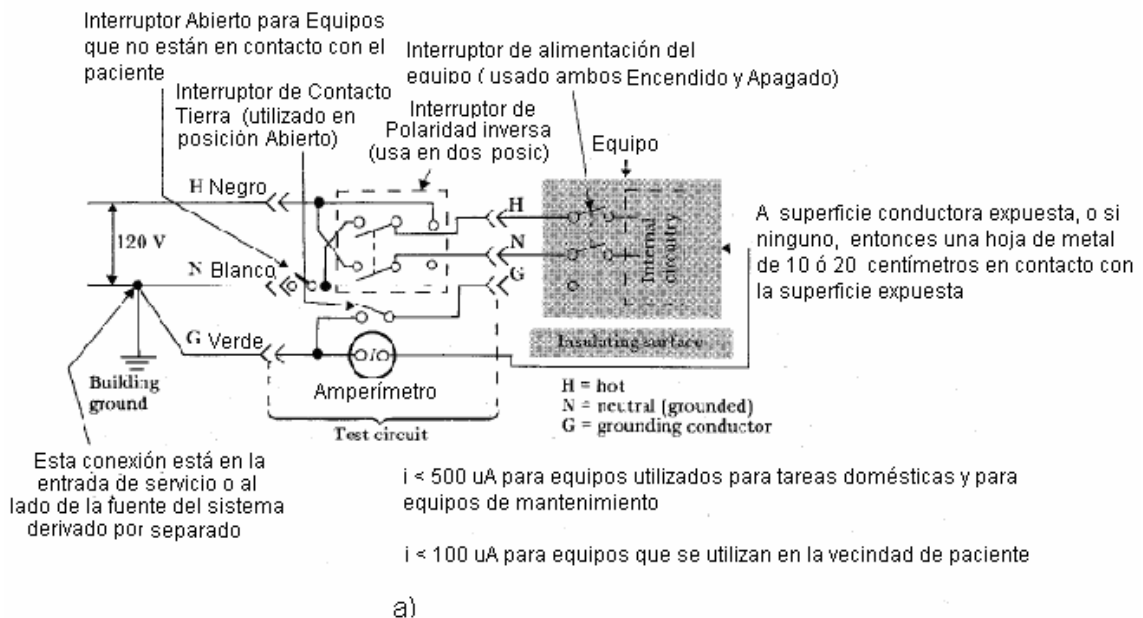 Interruptor Abierto para Equipos
que no están en contacto con el
paciente
Interruptor de Contacto
Tierra (utilizado en
posición Abierto)
Interruptor de alimentación del
equipo ( usado ambos Encendido y Apagado)
Interruptor de
Polaridad inversa
(usa en dos posic)
Equipo
H Negro
120 V
N Blanco
G Verde
H
N
G
Internal
circuitry
A superficie conductora expuesta, o si
ninguno, entonces una hoja de metal
de 10 ó 20 centímetros en contacto con
la superficie expuesta
Insulating surface
Building
ground
I
Amperímetro
Test circuit
H = hot
N = neutral (grounded)
G = grounding conductor
Esta conexión está en la
entrada de servicio o al
lado de la fuente del sistema
derivado por separado
i < 500 uA para equipos utilizados para tareas domésticas y para
equipos de mantenimiento
i < 100 uA para equipos que se utilizan en la vecindad de paciente
a)